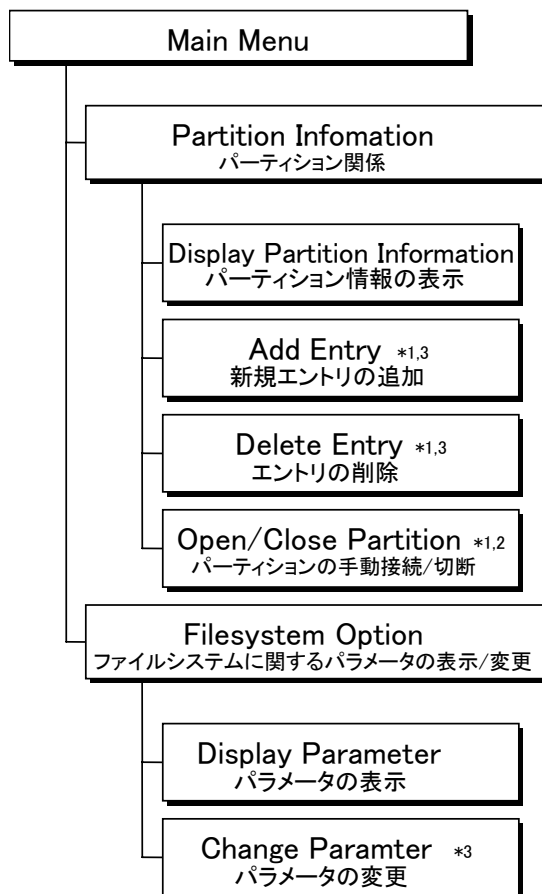 Main Menu
Partition Infomation
パーティション関係
Display Partition Information
パーティション情報の表示
Add Entry *1,3
新規エントリの追加
Delete Entry *1,3
エントリの削除
Open/Close Partition *1,2
パーティションの手動接続/切断
Filesystem Option
ファイルシステムに関するパラメータの表示/変更
Display Parameter
パラメータの表示
Change Paramter *3
パラメータの変更